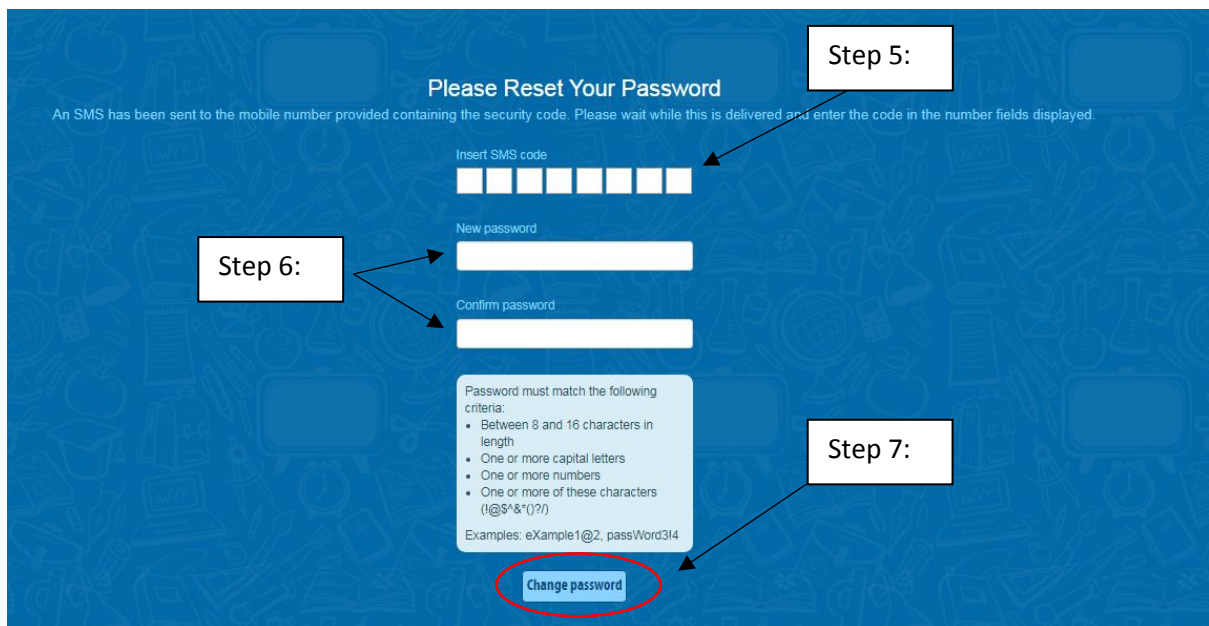 Step 5:
Please Reset Your Password
An SMS has been sent to the mobile number provided containing the security code. Please wait while this is delivered and enter the code in the number fields displayed.
Insert SMS code
New password
Step 6:
Confirm password
Password must match the following
criteria:
• Between 8 and 16 characters in
length
• One or more capital letters
• One or more numbers
• One or more of these characters
(!@$^&*()?/)
Examples: eXample1@2, passWord3!4
Step 7:
Change password